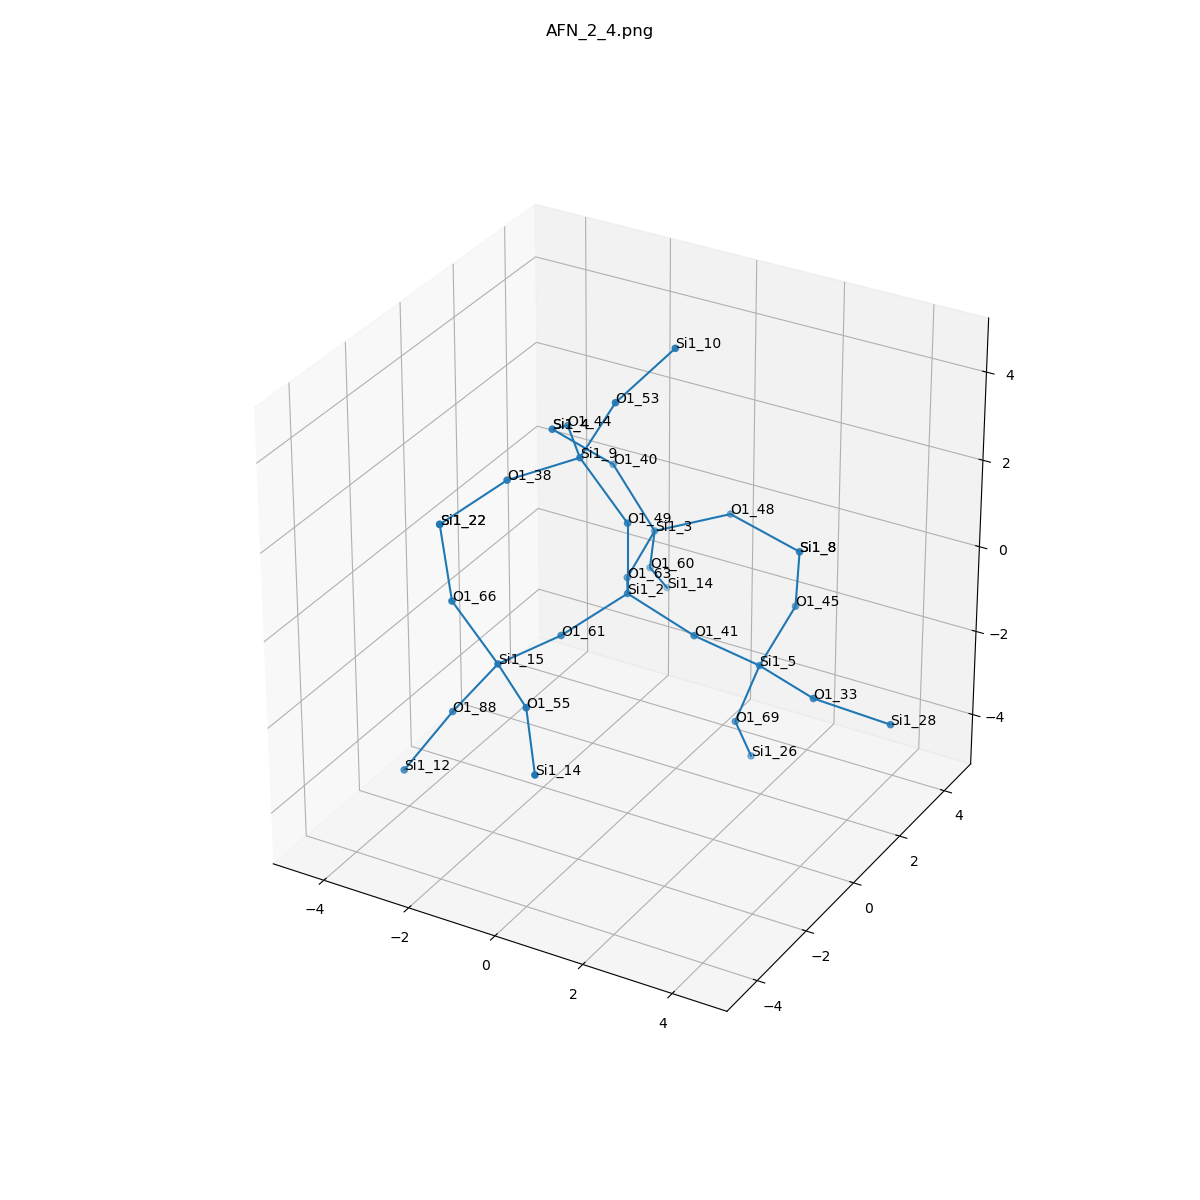 AFN_2_4.png
Si1_10
O1_53
Si1_4
O1_44
Si1_9
O1_40
O1_38
O1_48
Si1_22
O1_49
Si1_3
Si1_8
O1_60
O1_63
Si1_14
Si1_2
O1_66
O1_45
O1_61
O1_41
Si1_15
Si1_5
O1_33
O1_88
O1_55
O1_69
Si1_28
Si1_26
Si1_12
Si1_14
−4
−2
0
2
4
−4
−2
0
2
4
−4
−2
0
2
4